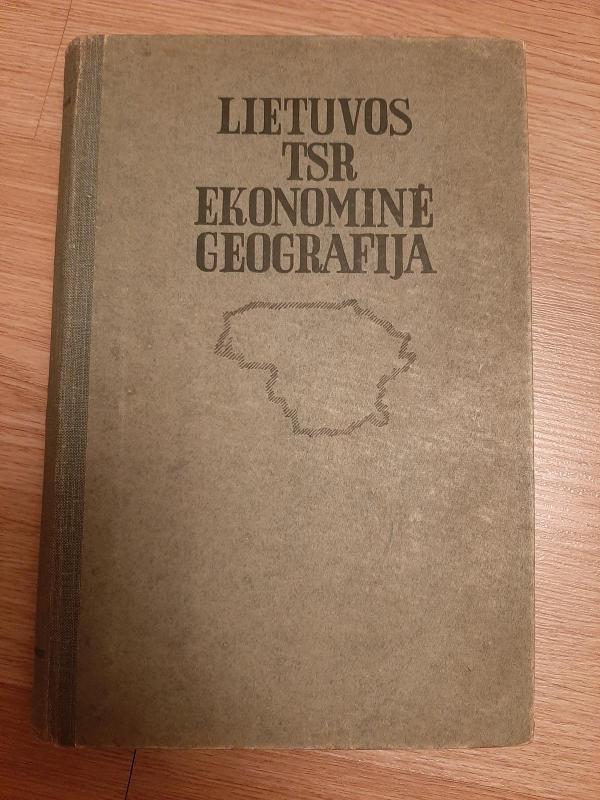 LIETUVOS
TSR
EKONOMINĖ
GEOGRAFIJA